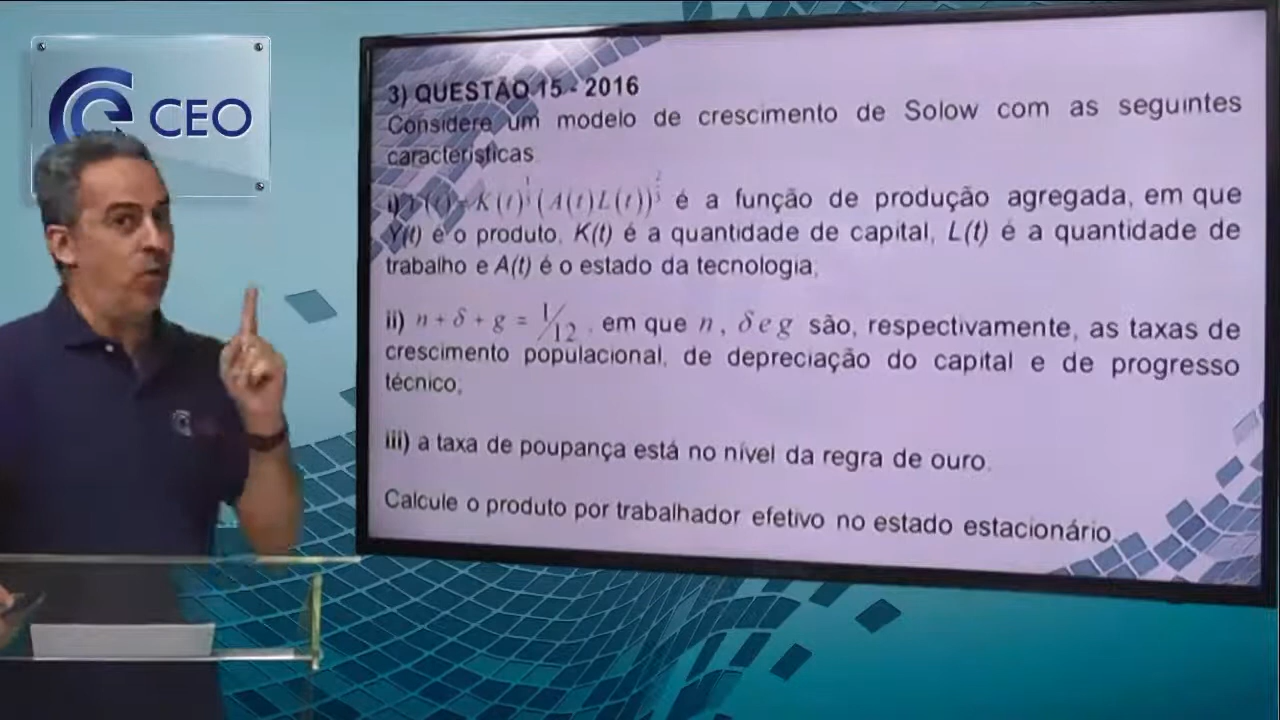 CEO
3) QUESTÃO 15 - 2016
Considere um modelo de crescimento de Solow com as seguintes
características
i) Y(t) = K(t) (A(t)L(t)) é a função de produção agregada, em que
Y(t) é o produto, K(t) é a quantidade de capital, L(t) é a quantidade de
trabalho e A(t) é o estado da tecnologia;
ii) n + δ + g = 1/12 , em que n, δ e g são, respectivamente, as taxas de
crescimento populacional, de depreciação do capital e de progresso
técnico;
iii) a taxa de poupança está no nível da regra de ouro.
Calcule o produto por trabalhador efetivo no estado estacionário.